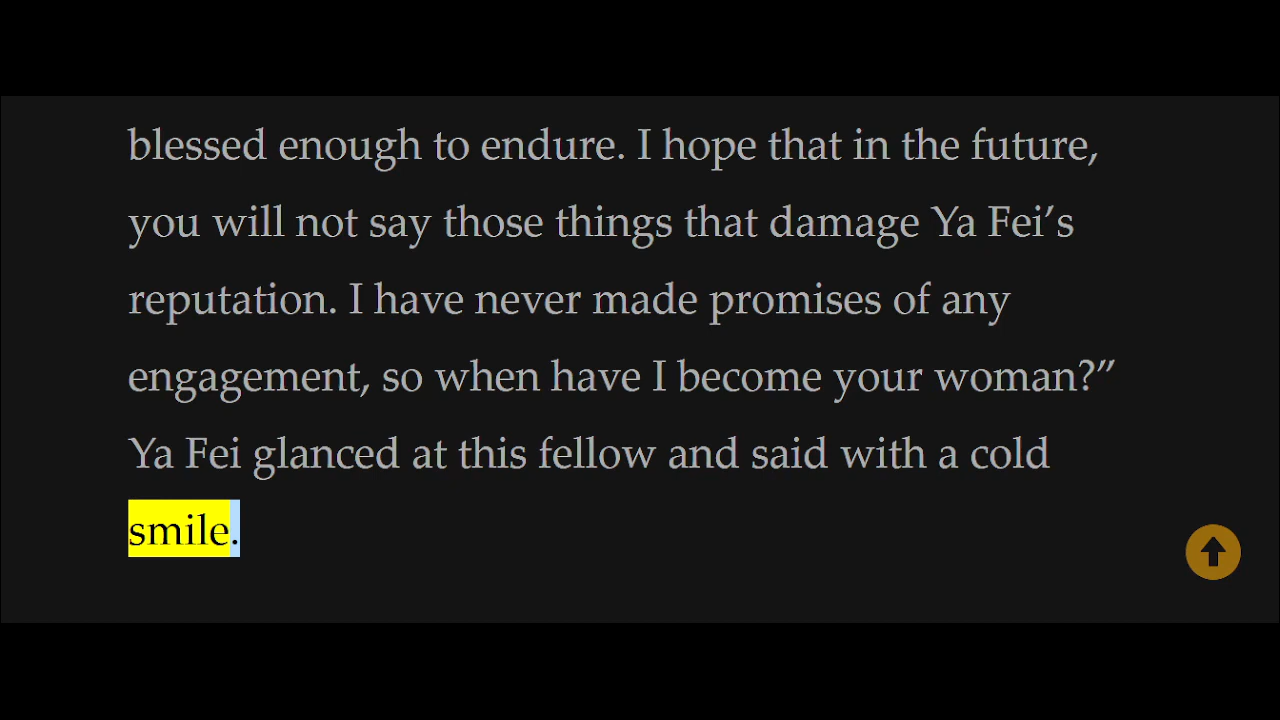 blessed enough to endure. I hope that in the future,
you will not say those things that damage Ya Fei’s
reputation. I have never made promises of any
engagement, so when have I become your woman?”
Ya Fei glanced at this fellow and said with a cold
smile.